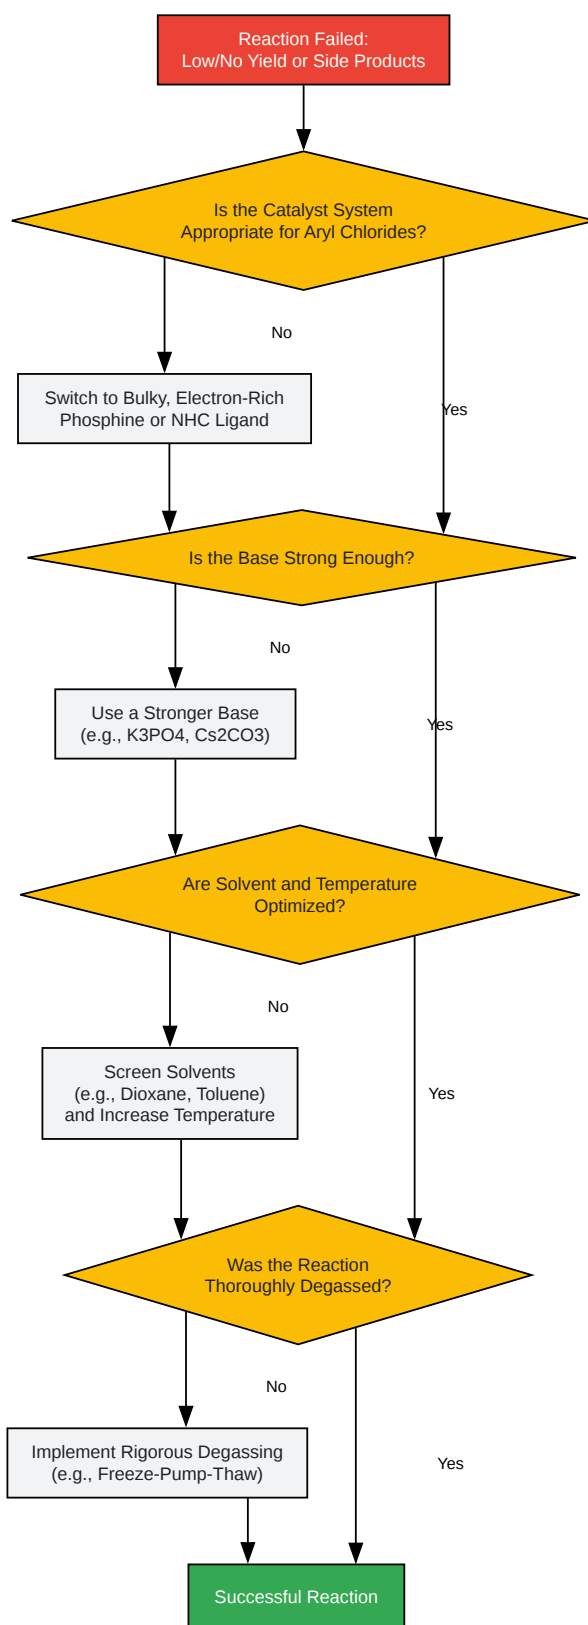 Reaction Failed:
Low/No Yield or Side Products
Is the Catalyst System
Appropriate for Aryl Chlorides?
No
Switch to Bulky, Electron-Rich
Phosphine or NHC Ligand
Yes
Is the Base Strong Enough?
No
Use a Stronger Base
(e.g., K3PO4, Cs2CO3)
Yes
Are Solvent and Temperature
Optimized?
No
Screen Solvents
(e.g., Dioxane, Toluene)
and Increase Temperature
Yes
Was the Reaction
Thoroughly Degassed?
No
Implement Rigorous Degassing
(e.g., Freeze-Pump-Thaw)
Yes
Successful Reaction